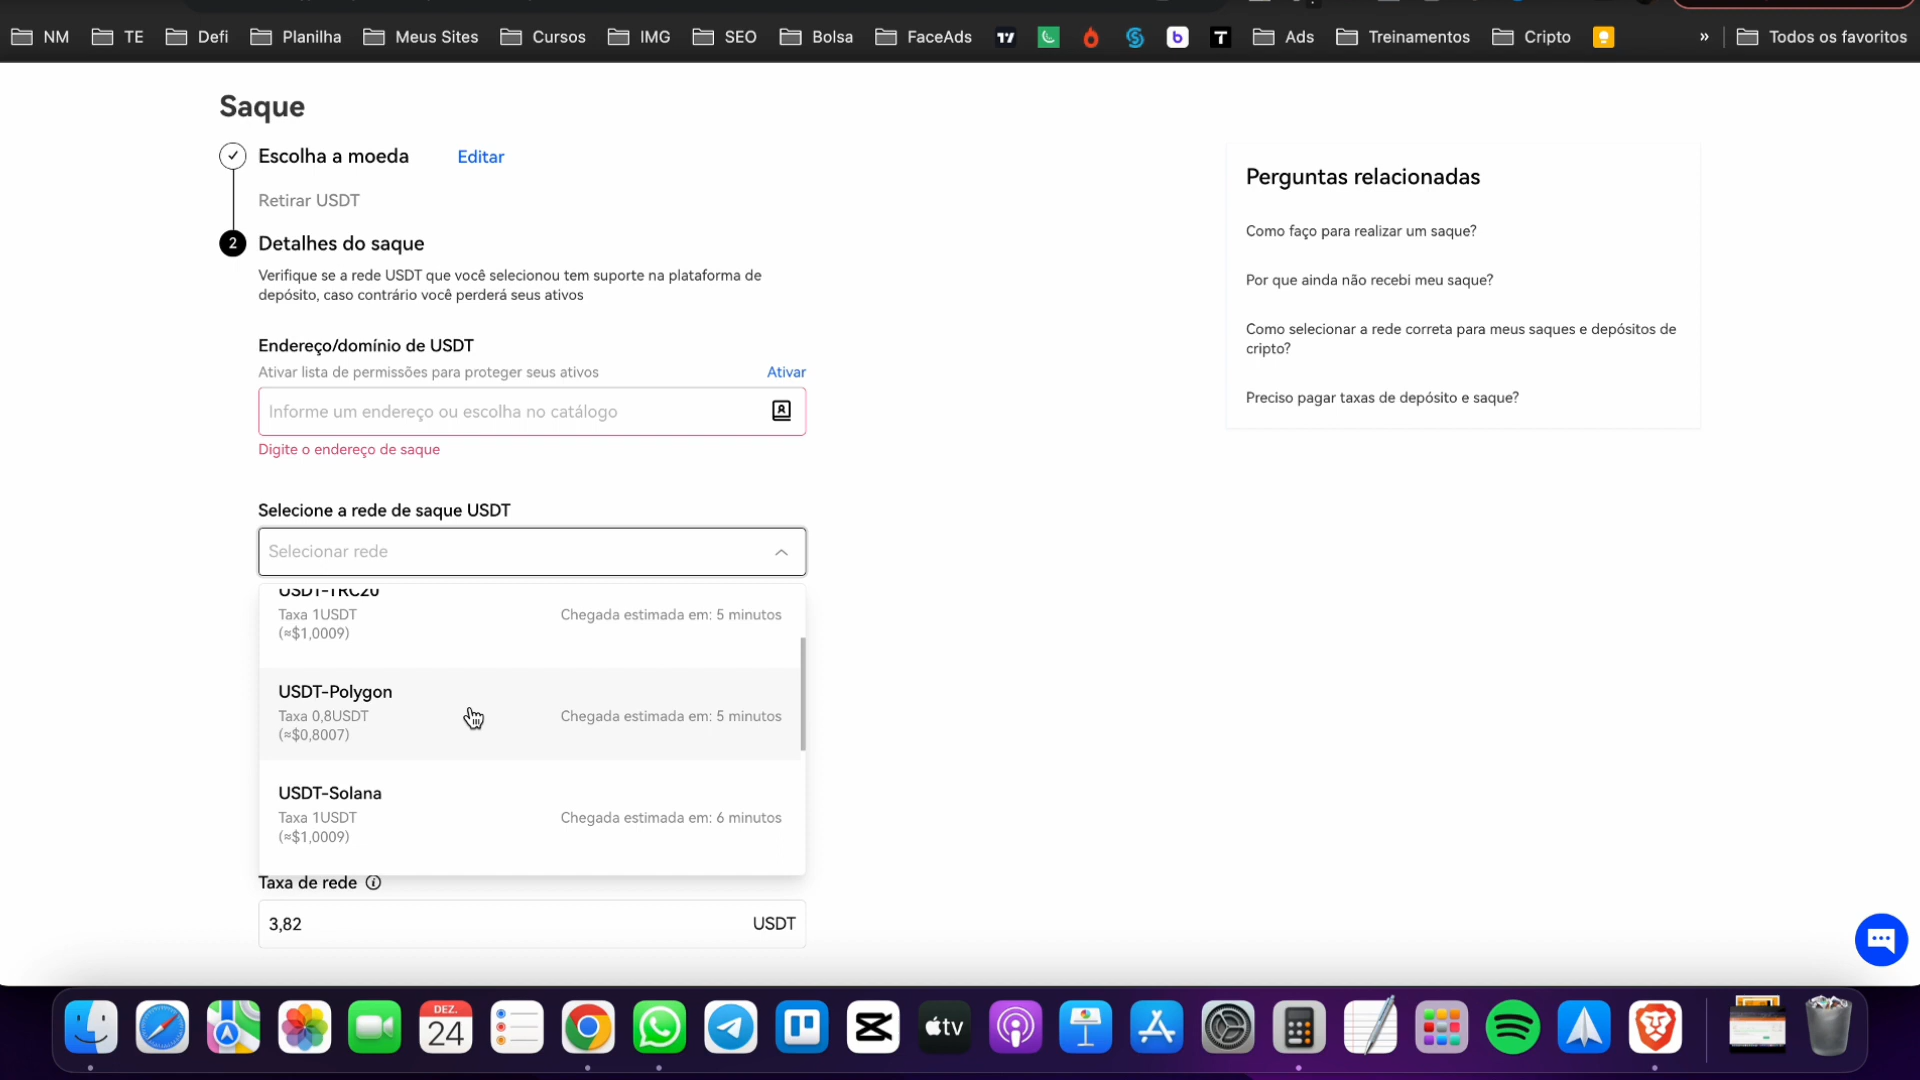 NM
TE
Defi
Planilha
Meus Sites
Cursos
IMG
SEO
Bolsa
FaceAds
Ads
Treinamentos
Cripto
»
Todos os favoritos
Saque
Escolha a moeda
Editar
Retirar USDT
2
Detalhes do saque
Verifique se a rede USDT que você selecionou tem suporte na plataforma de
depósito, caso contrário você perderá seus ativos
Endereço/domínio de USDT
Ativar lista de permissões para proteger seus ativos
Ativar
Informe um endereço ou escolha no catálogo
Digite o endereço de saque
Selecione a rede de saque USDT
Selecionar rede
USDT-TRC20
Taxa 1USDT
(≈$1,0009)
Chegada estimada em: 5 minutos
USDT-Polygon
Taxa 0,8USDT
(≈$0,8007)
Chegada estimada em: 5 minutos
USDT-Solana
Taxa 1USDT
(≈$1,0009)
Chegada estimada em: 6 minutos
Taxa de rede
3,82
USDT
Perguntas relacionadas
Como faço para realizar um saque?
Por que ainda não recebi meu saque?
Como selecionar a rede correta para meus saques e depósitos de
cripto?
Preciso pagar taxas de depósito e saque?
DEZ.
24
tv